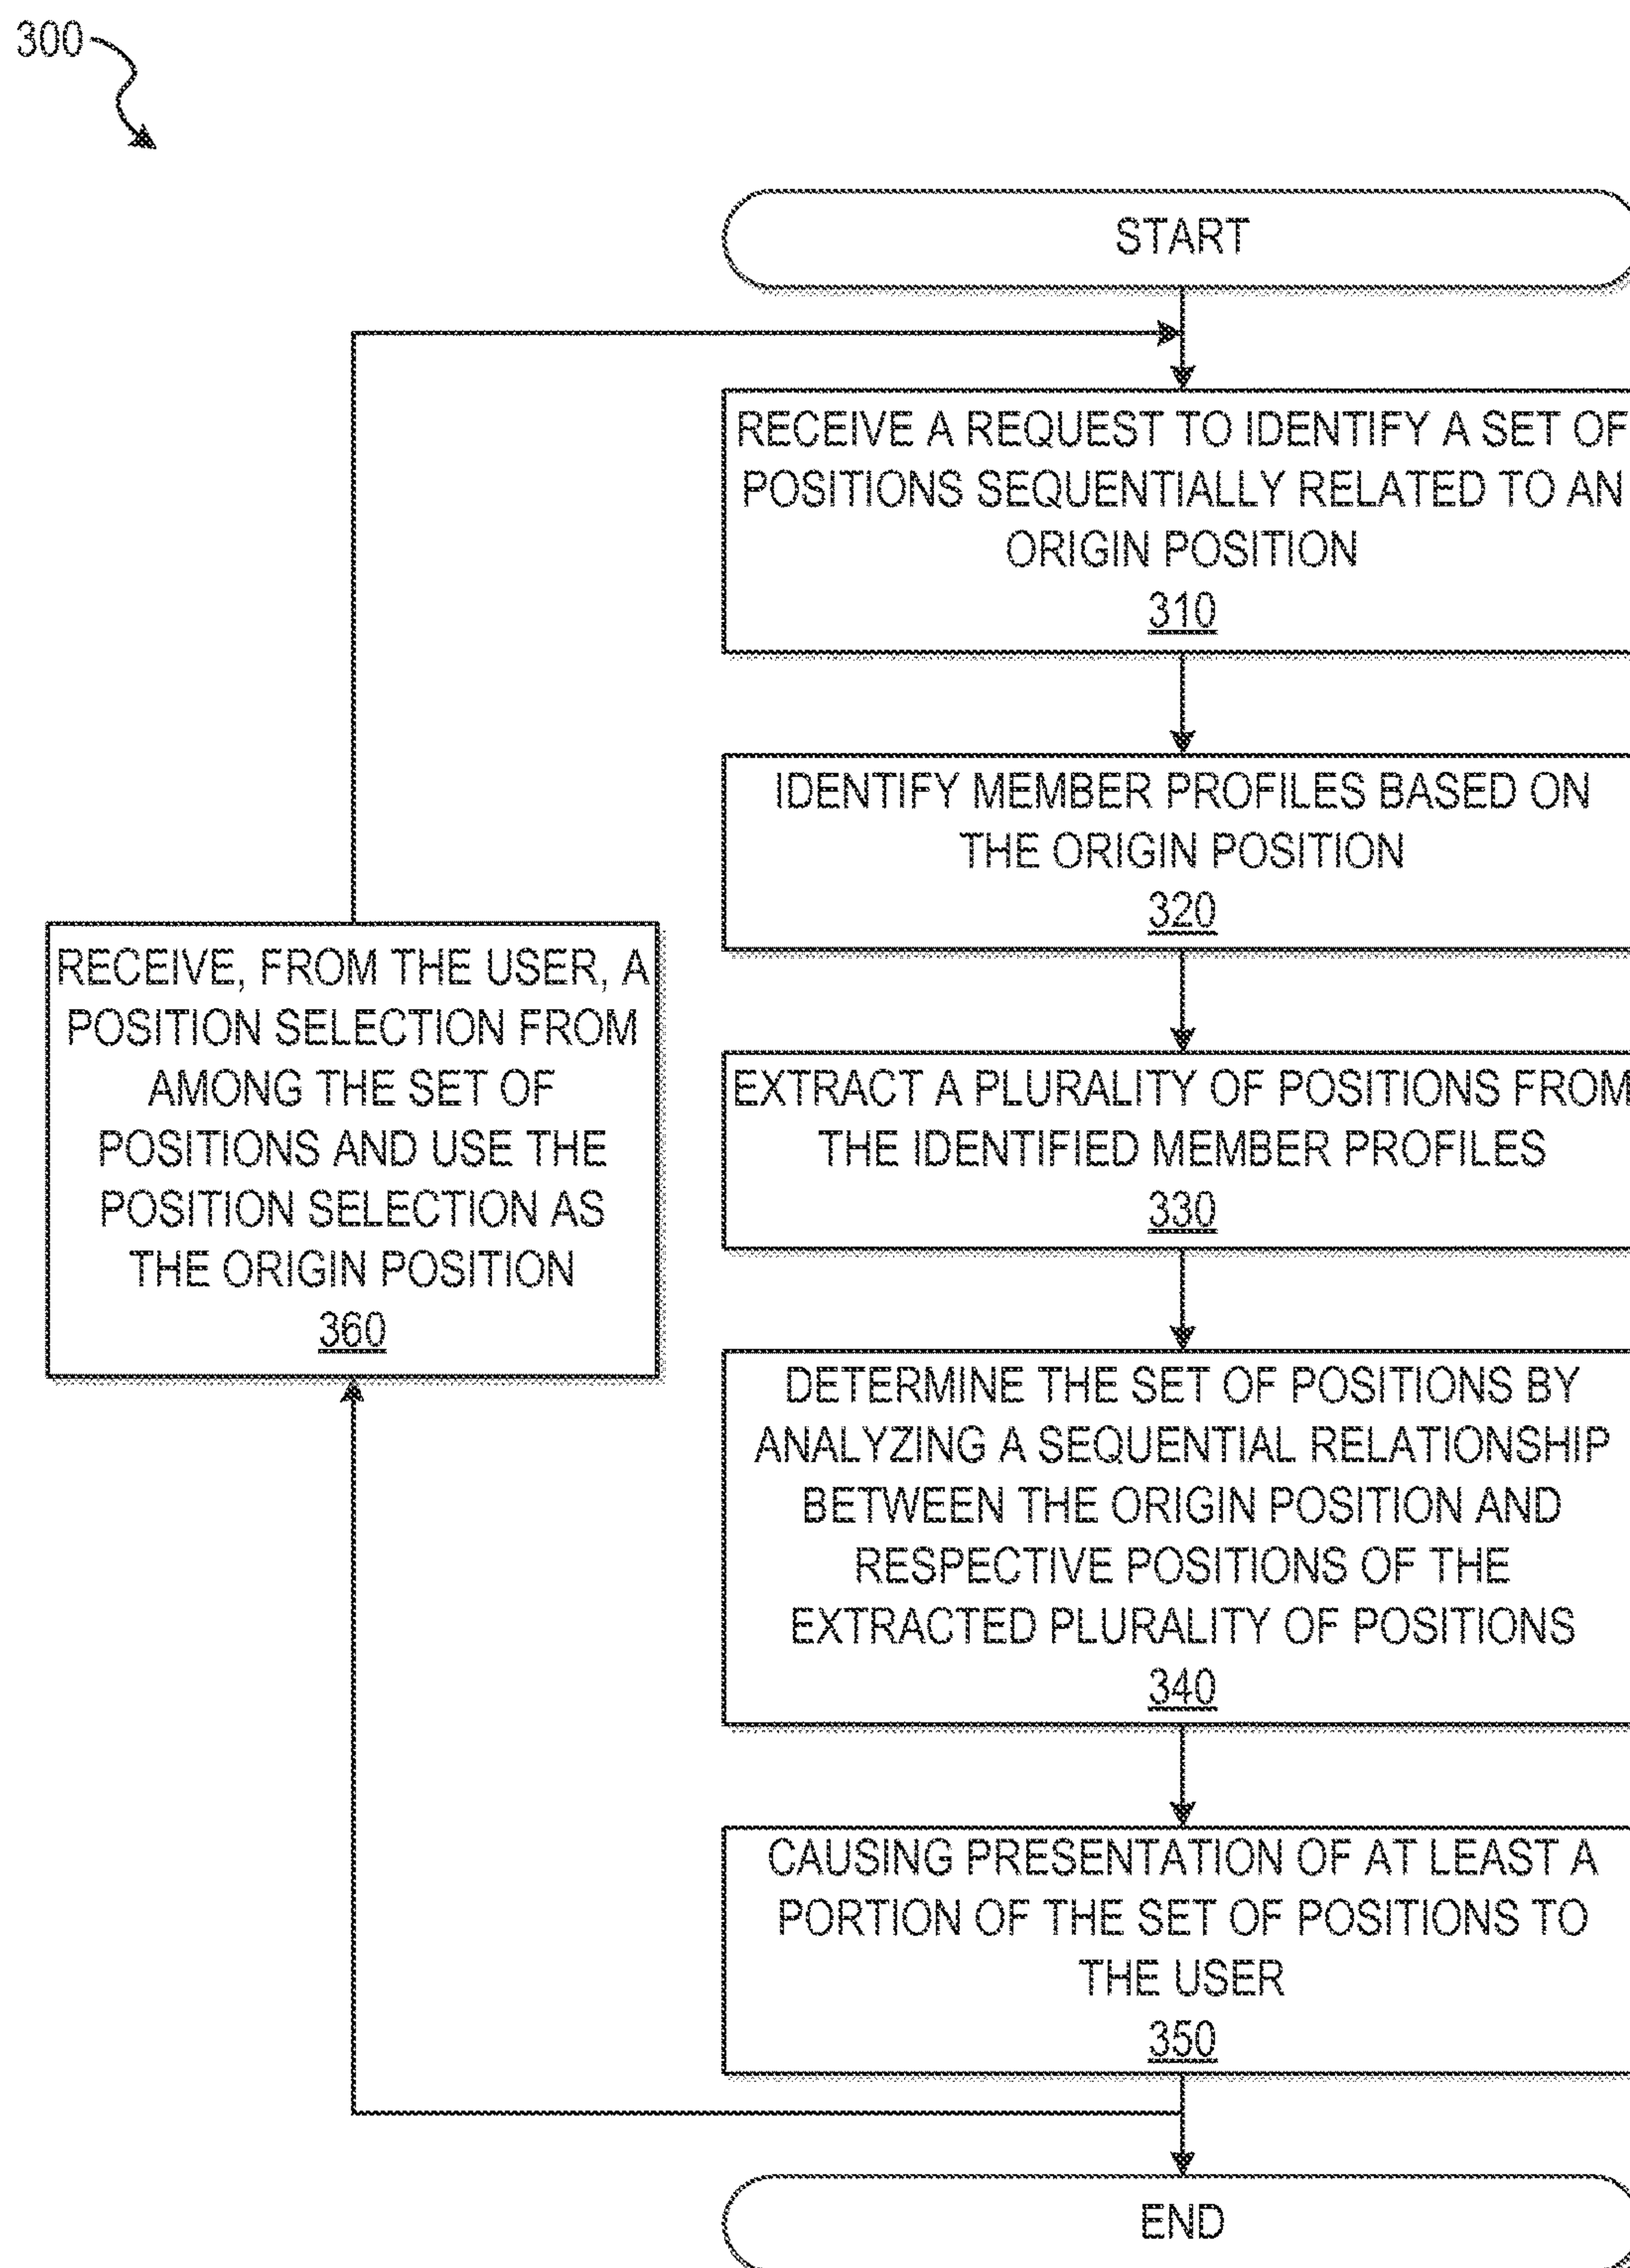 300
START
RECEIVE A REQUEST TO IDENTIFY A SET OF
POSITIONS SEQUENTIALLY RELATED TO AN
ORIGIN POSITION
310
IDENTIFY MEMBER PROFILES BASED ON
THE ORIGIN POSITION
320
EXTRACT A PLURALITY OF POSITIONS FROM
THE IDENTIFIED MEMBER PROFILES
330
DETERMINE THE SET OF POSITIONS BY
ANALYZING A SEQUENTIAL RELATIONSHIP
BETWEEN THE ORIGIN POSITION AND
RESPECTIVE POSITIONS OF THE
EXTRACTED PLURALITY OF POSITIONS
340
CAUSING PRESENTATION OF AT LEAST A
PORTION OF THE SET OF POSITIONS TO
THE USER
350
RECEIVE, FROM THE USER, A
POSITION SELECTION FROM
AMONG THE SET OF
POSITIONS AND USE THE
POSITION SELECTION AS
THE ORIGIN POSITION
360
END